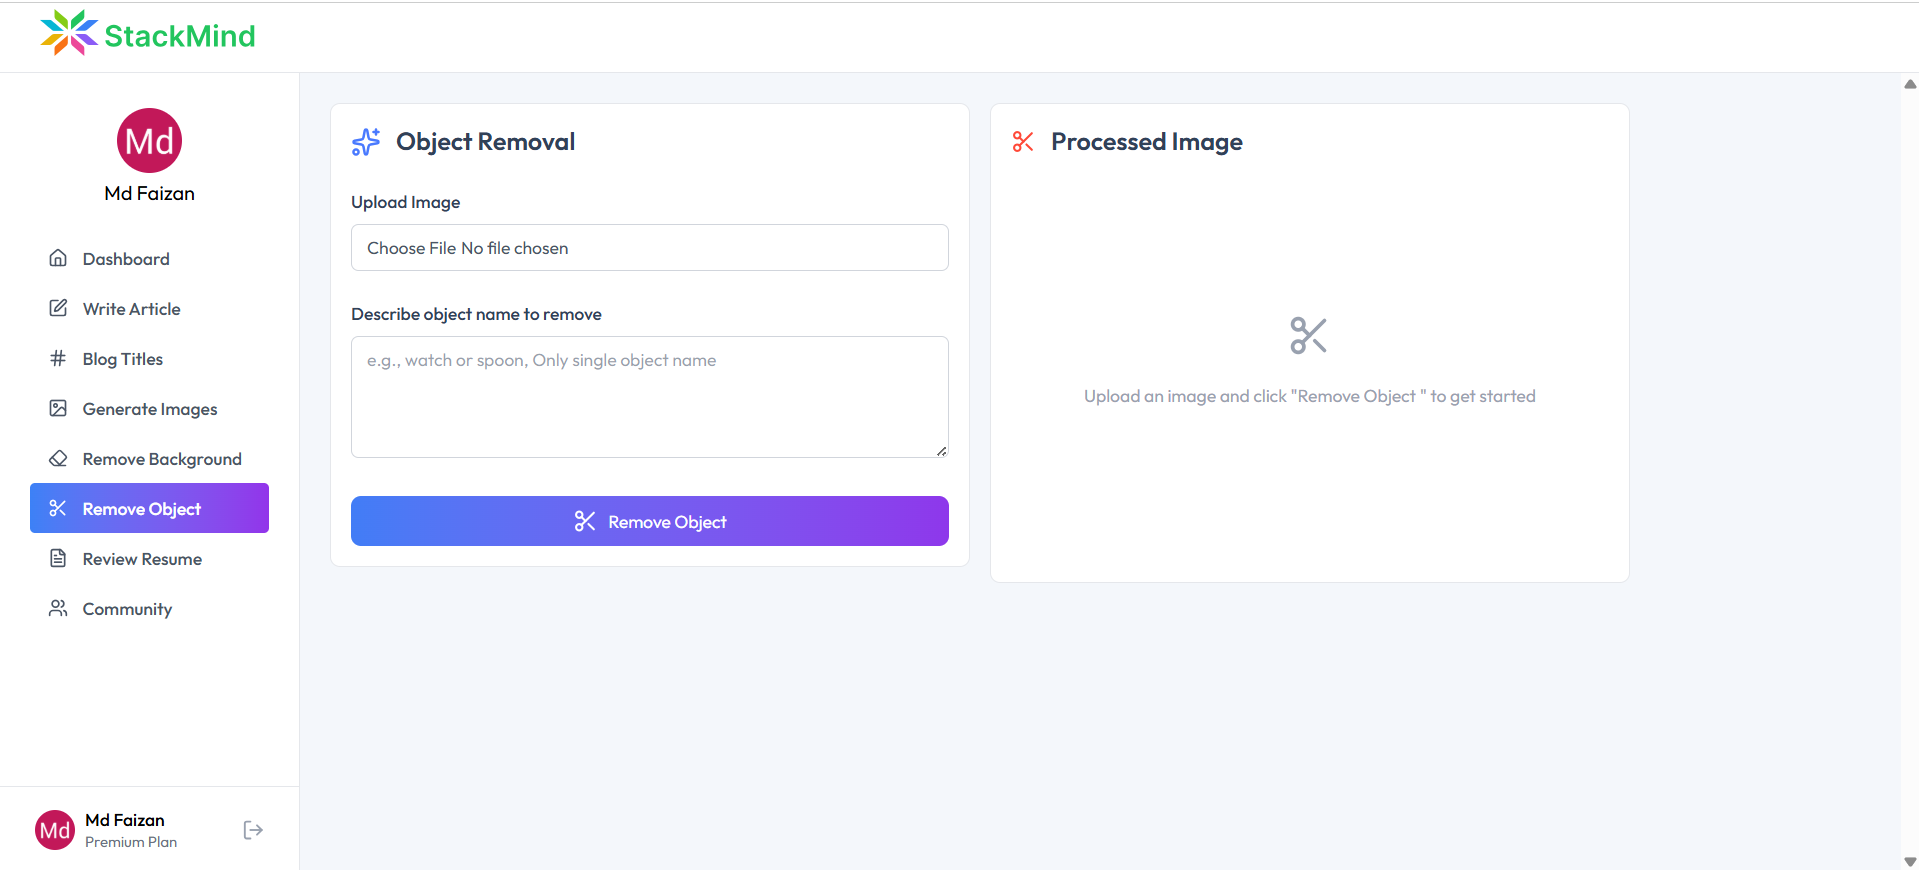 StackMind
Md
Md Faizan
Dashboard
Write Article
Blog Titles
Generate Images
Remove Background
Remove Object
Review Resume
Community
Md
Md Faizan
Premium Plan
Object Removal
Upload Image
Choose File No file chosen
Describe object name to remove
e.g., watch or spoon, Only single object name
Remove Object
Processed Image
Upload an image and click "Remove Object " to get started